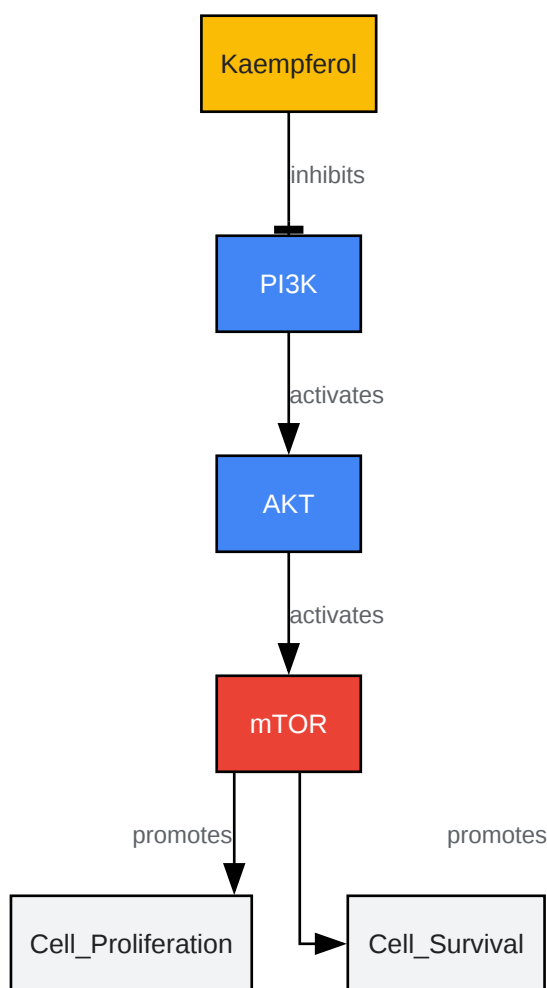 Kaempferol
inhibits
PI3K
activates
AKT
activates
mTOR
promotes
promotes
Cell_Proliferation
Cell_Survival